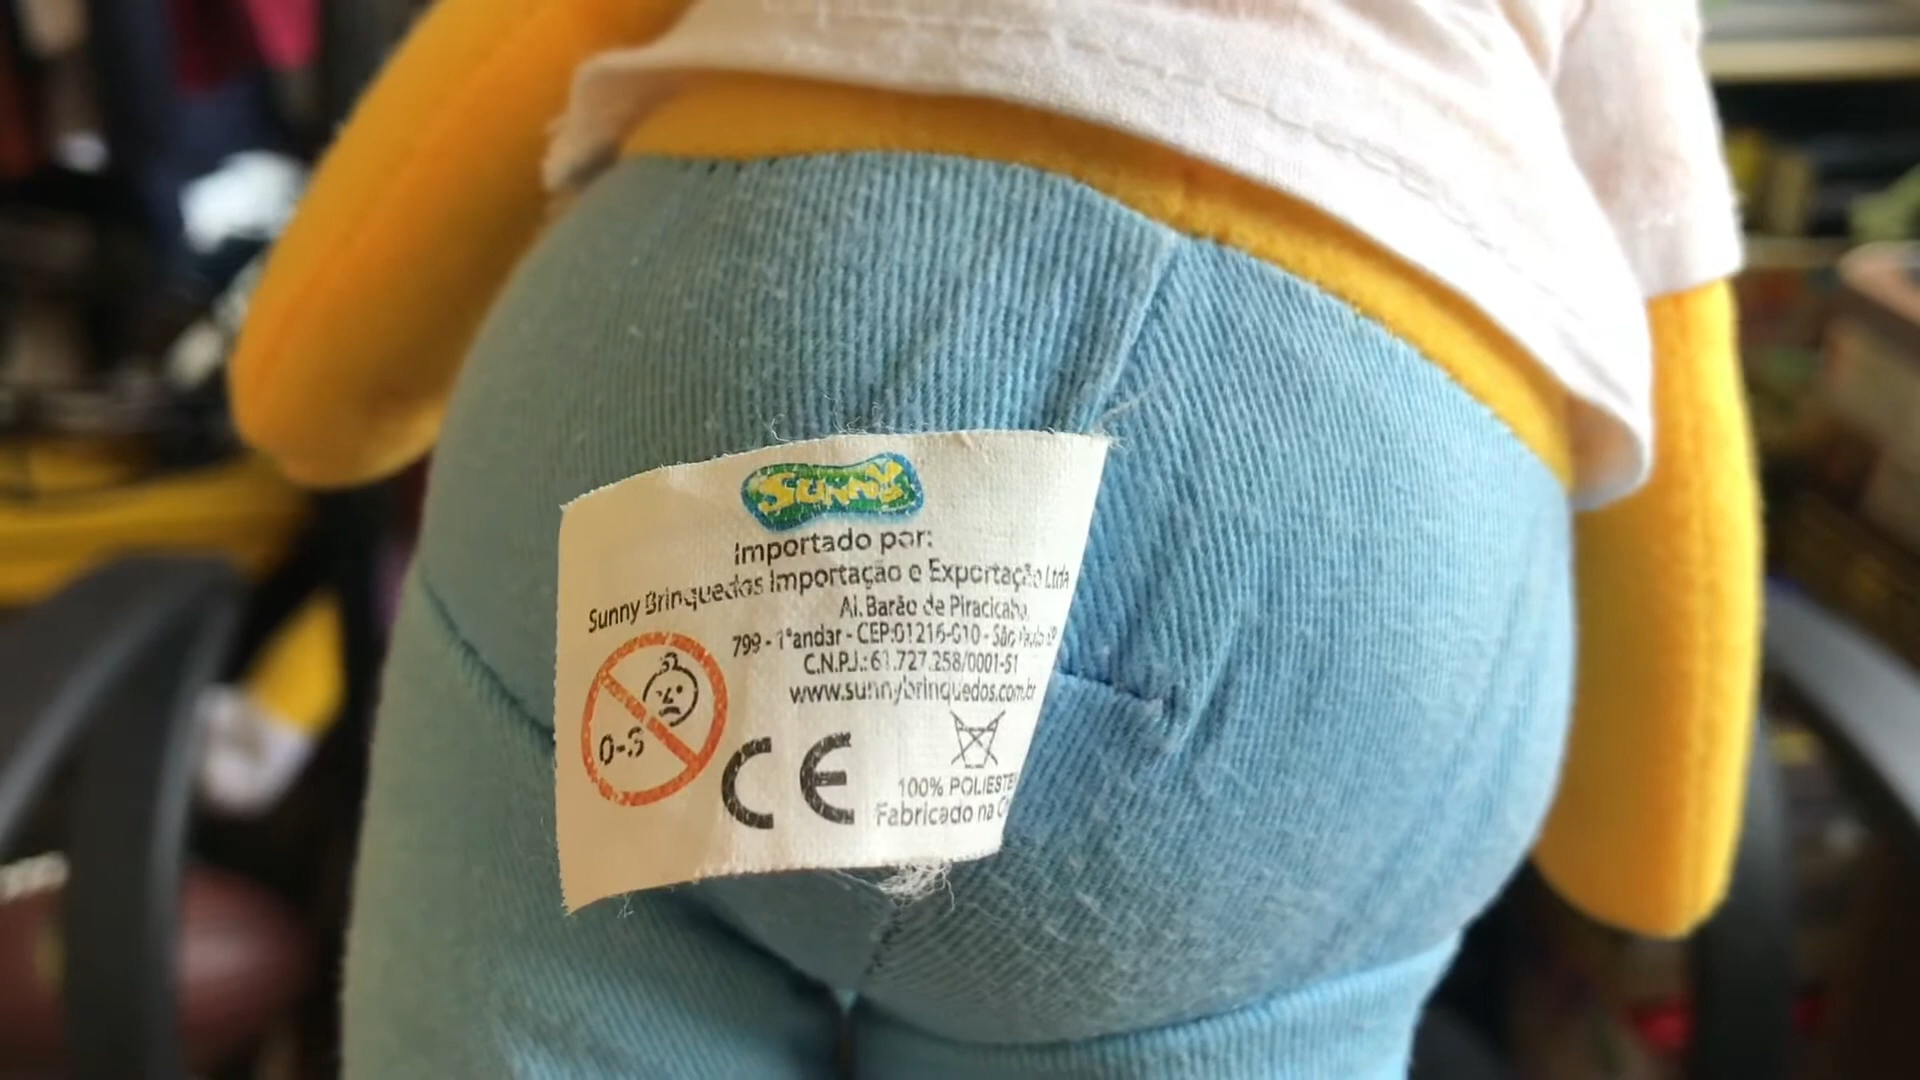 SUNNY
Importado por:
Sunny Brinquedos Importação e Exportação Ltda
Al. Barão de Piracicaba,
799 - 1°andar - CEP:01216-010 - São Paulo SP
C.N.P.J.: 61.727.258/0001-51
www.sunnybrinquedos.com.br
0-3
CE
100% POLIESTE
Fabricado na C